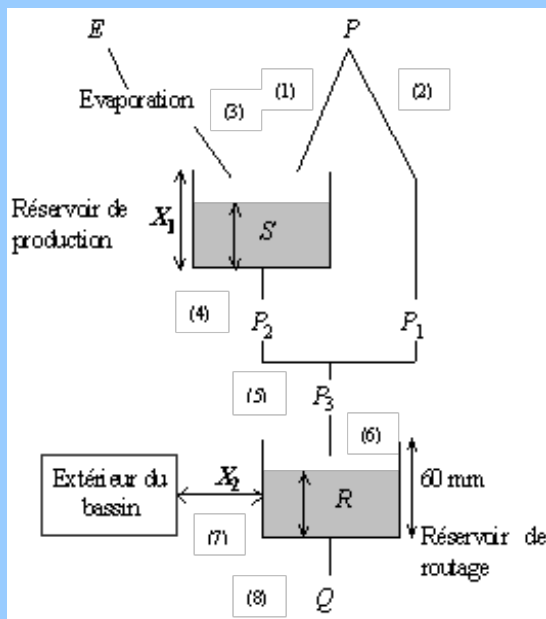 E
P
Evaporation
(3)
(1)
(2)
Réservoir de
production
X1
S
(4)
P2
P1
(5)
P3
(6)
Extérieur du
bassin
X2
(7)
R
60 mm
Réservoir de
routage
(8)
Q